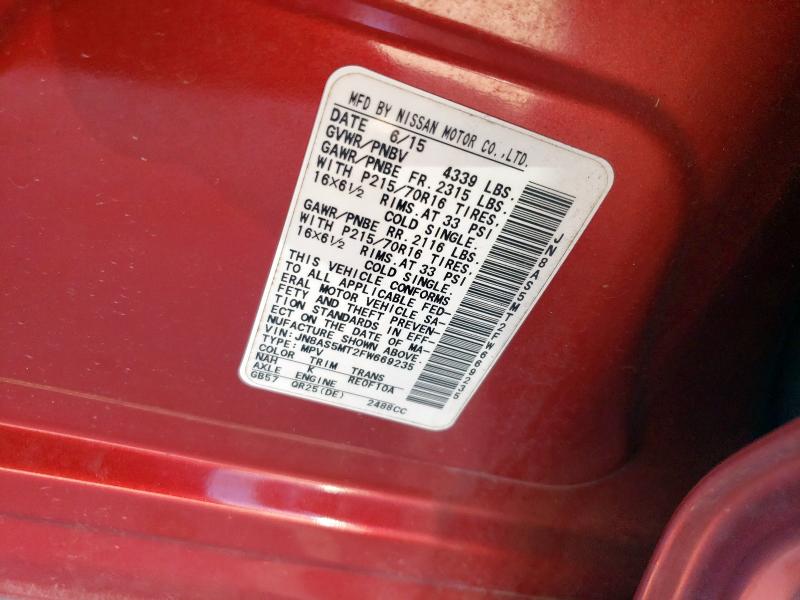 MFD BY NISSAN MOTOR CO.,LTD.
DATE 6/15
GVWR/PNBV 4339 LBS.
GAWR/PNBE FR. 2315 LBS.
WITH P215/70R16 TIRES,
16×6½ RIMS.AT 33 PSI
COLD SINGLE.
GAWR/PNBE RR. 2116 LBS.
WITH P215/70R16 TIRES,
16×6½ RIMS.AT 33 PSI
COLD SINGLE.
THIS VEHICLE CONFORMS
TO ALL APPLICABLE FED-
ERAL MOTOR VEHICLE SA-
FETY AND THEFT PREVEN-
TION STANDARDS IN EFF-
ECT ON THE DATE OF MA-
NUFACTURE SHOWN ABOVE.
VIN: JN8AS5MT2FW669235
TYPE: MPV
COLOR TRIM TRANS
NAH K RE0F10A
AXLE ENGINE
GB57 QR25(DE) 2488CC
JN8AS5MT2FW669235